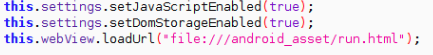 this.settings.setJavaScriptEnabled(true);
this.settings.setDomStorageEnabled(true);
this.webView.loadUrl("file:///android_asset/run.html");